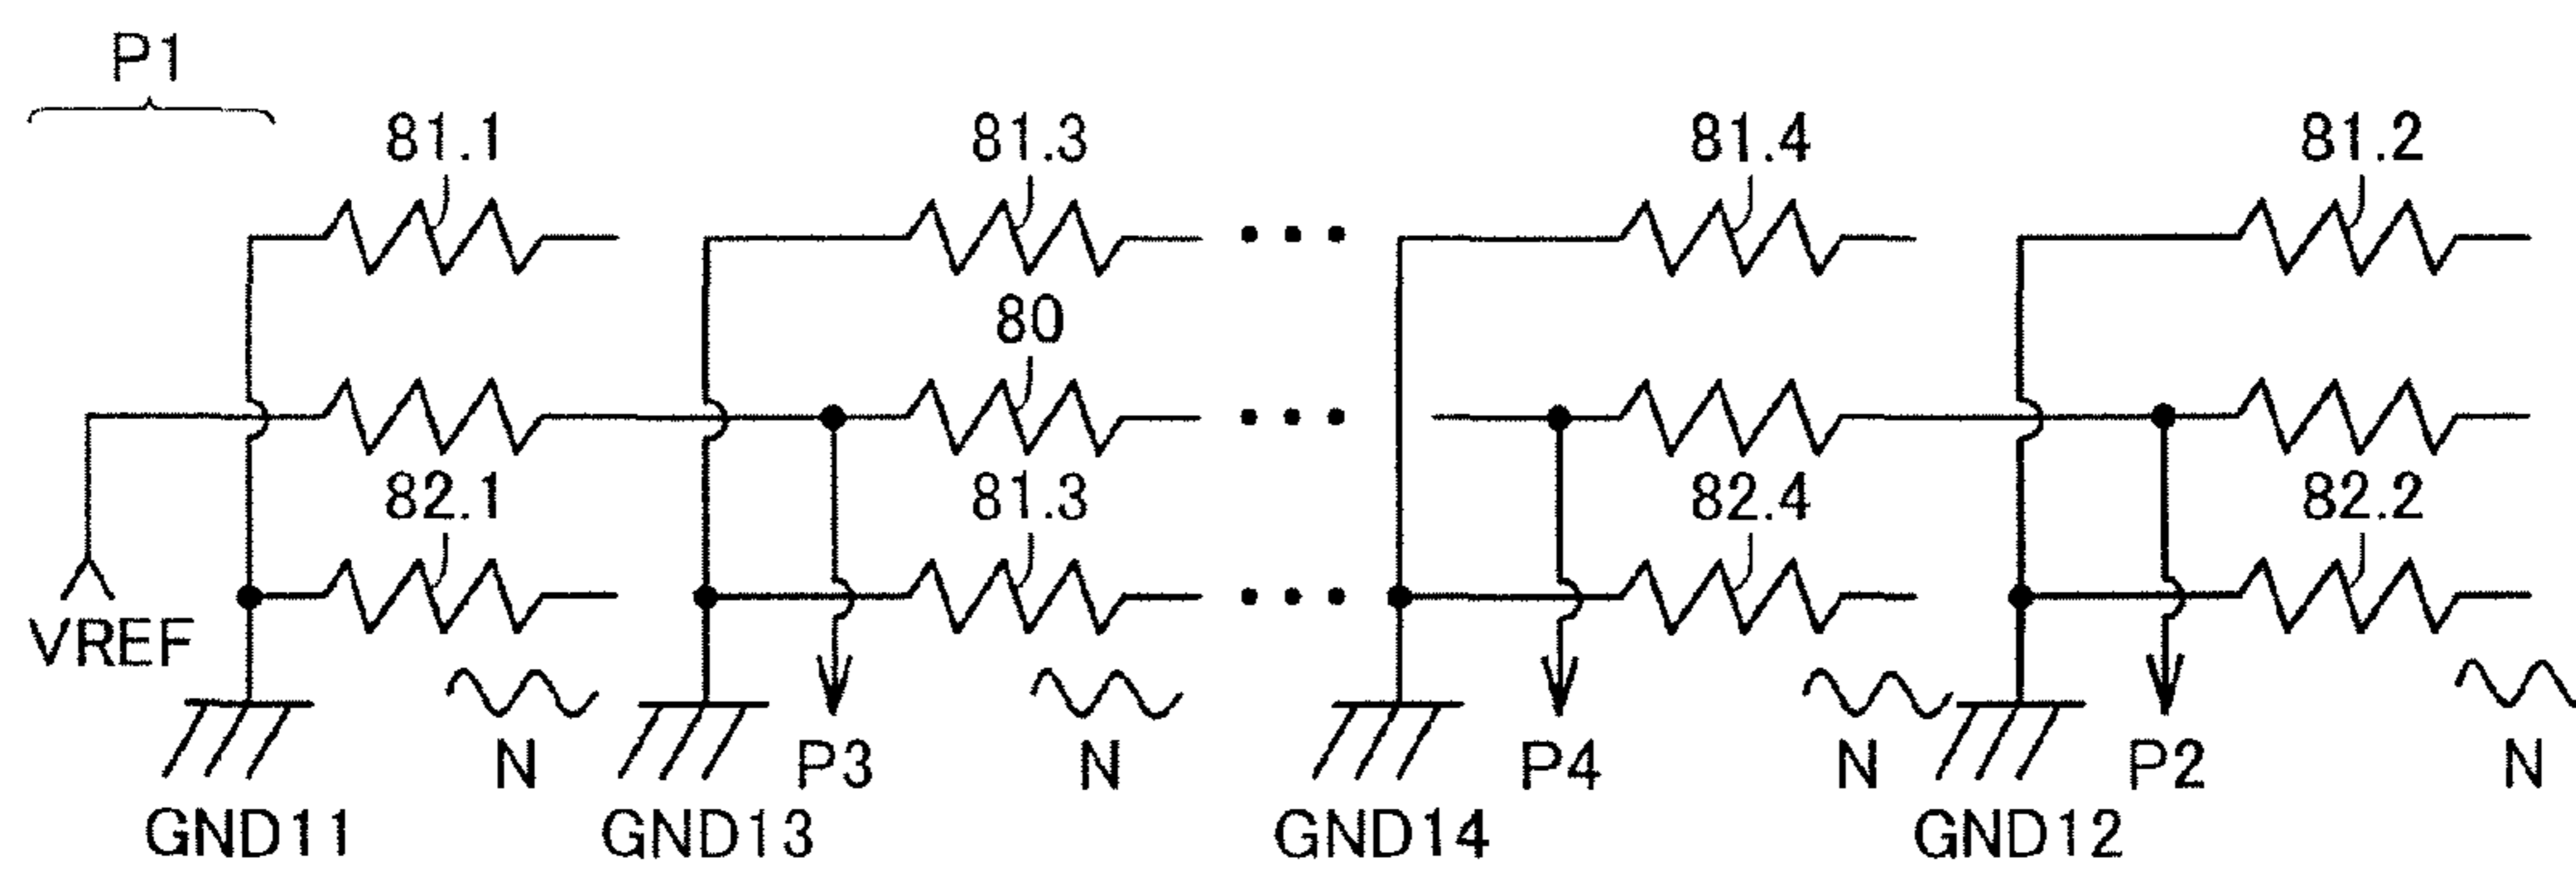 P1
81.1 81.3 81.4 81.2
80
82.1 81.3 82.4 82.2
VREF
N P3 N P4 N P2 N
GND11 GND13 GND14 GND12